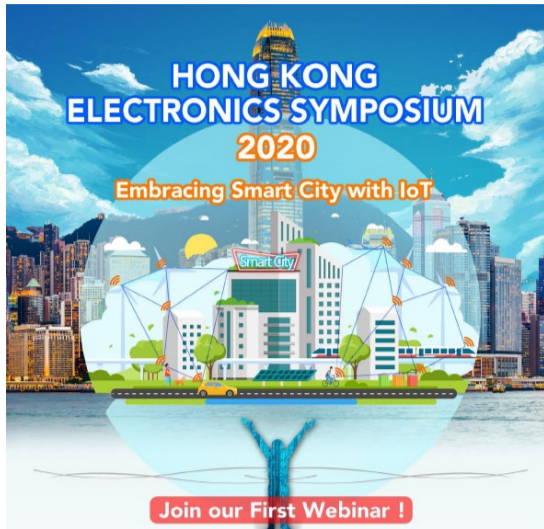 HONG KONG
ELECTRONICS SYMPOSIUM
2020
Embracing Smart City with IoT
Smart City
Join our First Webinar !